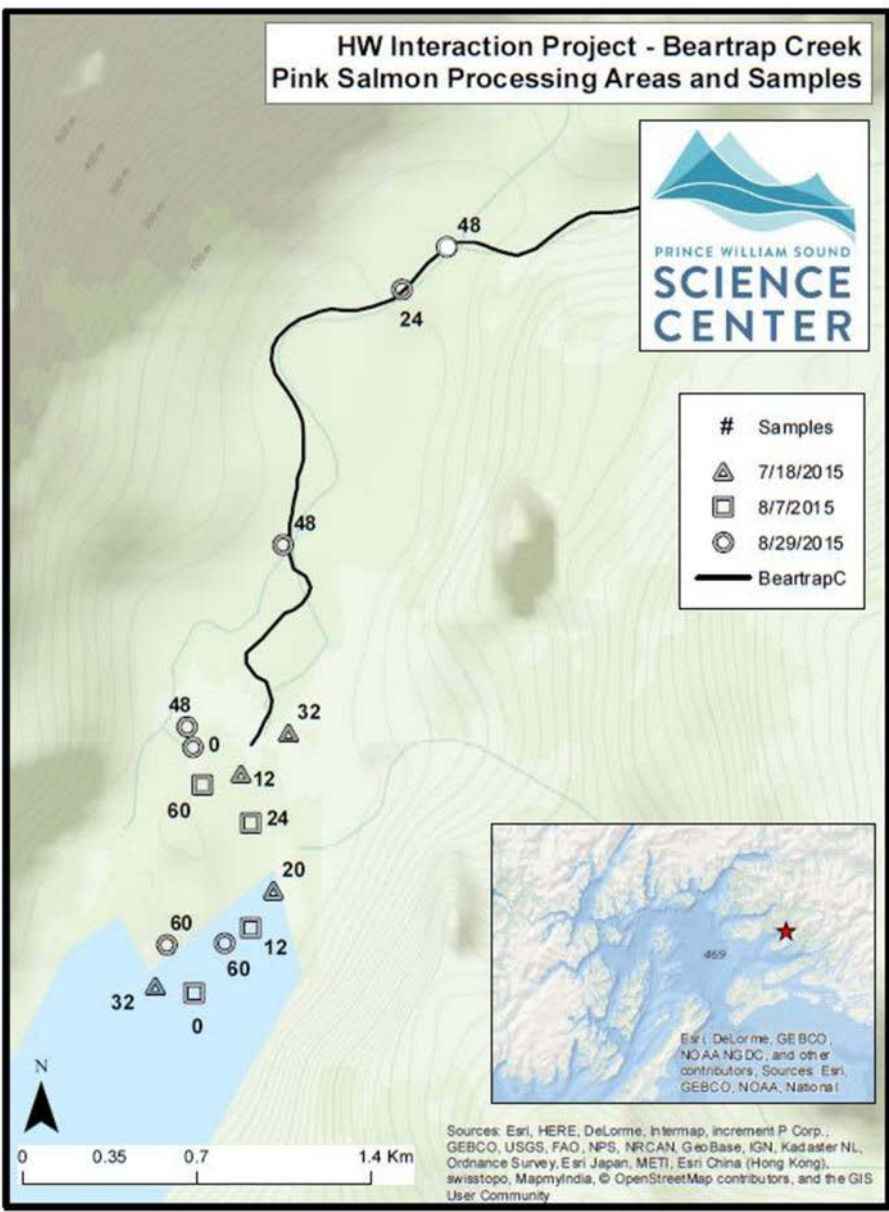 HW Interaction Project - Beartrap Creek
Pink Salmon Processing Areas and Samples
PRINCE WILLIAM SOUND
SCIENCE
CENTER
48
24
# Samples
7/18/2015
8/7/2015
8/29/2015
BeartrapC
48
48
32
0
12
60
24
20
60
12
60
32
0
469
Esri, DeLorme, GEBCO,
NOAA NGDC, and other
contributors, Sources: Esri,
GEBCO, NOAA, National
N
0 0.35 0.7 1.4 Km
Sources: Esri, HERE, DeLorme, Intermap, increment P Corp.,
GEBCO, USGS, FAO, NPS, NRCAN, GeoBase, IGN, Kadaster NL,
Ordnance Survey, Esri Japan, METI, Esri China (Hong Kong),
swisstopo, MapmyIndia, © OpenStreetMap contributors, and the GIS
User Community